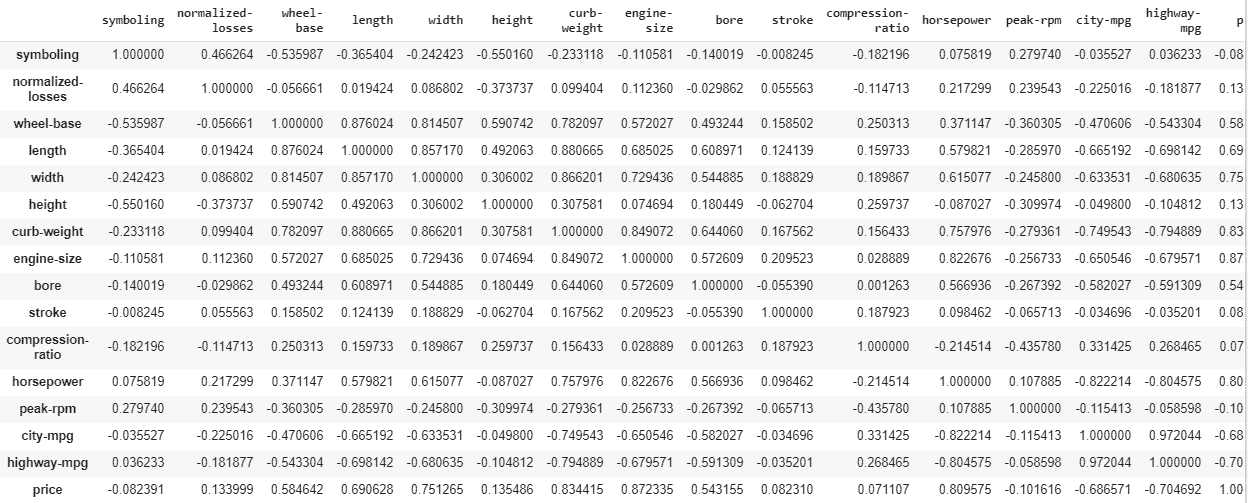 symboling normalized-losses wheel-base length width height curb-weight engine-size bore stroke compression-ratio horsepower peak-rpm city-mpg highway-mpg p
symboling 1.000000 0.466264 -0.535987 -0.365404 -0.242423 -0.550160 -0.233118 -0.110581 -0.140019 -0.008245 -0.182196 0.075819 0.279740 -0.035527 0.036233 -0.08
normalized-losses 0.466264 1.000000 -0.056661 0.019424 0.086802 -0.373737 0.099404 0.112360 -0.029862 0.055563 -0.114713 0.217299 0.239543 -0.225016 -0.181877 0.13
wheel-base -0.535987 -0.056661 1.000000 0.876024 0.814507 0.590742 0.782097 0.572027 0.493244 0.158502 0.250313 0.371147 -0.360305 -0.470606 -0.543304 0.58
length -0.365404 0.019424 0.876024 1.000000 0.857170 0.492063 0.880665 0.685025 0.608971 0.124139 0.159733 0.579821 -0.285970 -0.665192 -0.698142 0.69
width -0.242423 0.086802 0.814507 0.857170 1.000000 0.306002 0.866201 0.729436 0.544885 0.188829 0.189867 0.615077 -0.245800 -0.633531 -0.680635 0.75
height -0.550160 -0.373737 0.590742 0.492063 0.306002 1.000000 0.307581 0.074694 0.180449 -0.062704 0.259737 -0.087027 -0.309974 -0.049800 -0.104812 0.13
curb-weight -0.233118 0.099404 0.782097 0.880665 0.866201 0.307581 1.000000 0.849072 0.644060 0.167562 0.156433 0.757976 -0.279361 -0.749543 -0.794889 0.83
engine-size -0.110581 0.112360 0.572027 0.685025 0.729436 0.074694 0.849072 1.000000 0.572609 0.209523 0.028889 0.822676 -0.256733 -0.650546 -0.679571 0.87
bore -0.140019 -0.029862 0.493244 0.608971 0.544885 0.180449 0.644060 0.572609 1.000000 -0.055390 0.001263 0.566936 -0.267392 -0.582027 -0.591309 0.54
stroke -0.008245 0.055563 0.158502 0.124139 0.188829 -0.062704 0.167562 0.209523 -0.055390 1.000000 0.187923 0.098462 -0.065713 -0.034696 -0.035201 0.08
compression-ratio -0.182196 -0.114713 0.250313 0.159733 0.189867 0.259737 0.156433 0.028889 0.001263 0.187923 1.000000 -0.214514 -0.435780 0.331425 0.268465 0.07
horsepower 0.075819 0.217299 0.371147 0.579821 0.615077 -0.087027 0.757976 0.822676 0.566936 0.098462 -0.214514 1.000000 0.107885 -0.822214 -0.804575 0.80
peak-rpm 0.279740 0.239543 -0.360305 -0.285970 -0.245800 -0.309974 -0.279361 -0.256733 -0.267392 -0.065713 -0.435780 0.107885 1.000000 -0.115413 -0.058598 -0.10
city-mpg -0.035527 -0.225016 -0.470606 -0.665192 -0.633531 -0.049800 -0.749543 -0.650546 -0.582027 -0.034696 0.331425 -0.822214 -0.115413 1.000000 0.972044 -0.68
highway-mpg 0.036233 -0.181877 -0.543304 -0.698142 -0.680635 -0.104812 -0.794889 -0.679571 -0.591309 -0.035201 0.268465 -0.804575 -0.058598 0.972044 1.000000 -0.70
price -0.082391 0.133999 0.584642 0.690628 0.751265 0.135486 0.834415 0.872335 0.543155 0.082310 0.071107 0.809575 -0.101616 -0.686571 -0.704692 1.00